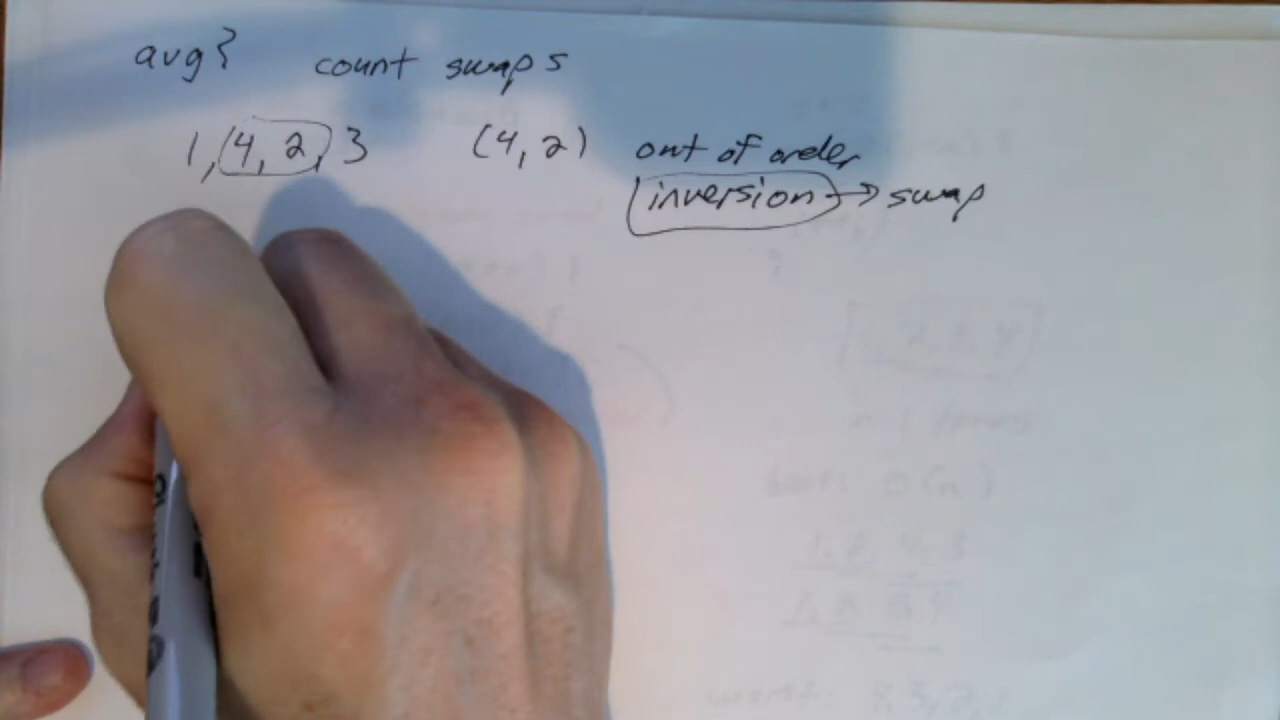 avg? count swaps
1, 4, 2, 3 (4, 2) out of order
inversion → swap